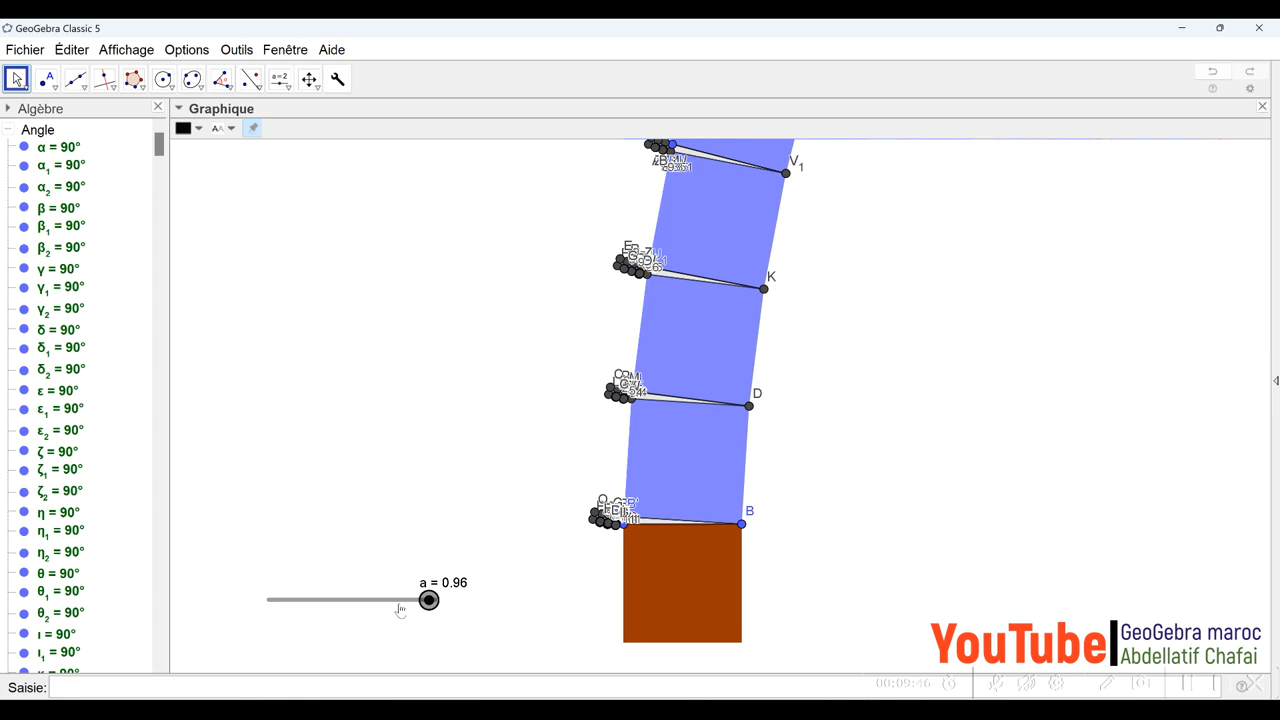 GeoGebra Classic 5
Fichier Éditer Affichage Options Outils Fenêtre Aide
Algèbre
Graphique
Angle
α = 90°
α₁ = 90°
α₂ = 90°
β = 90°
β₁ = 90°
β₂ = 90°
γ = 90°
γ₁ = 90°
γ₂ = 90°
δ = 90°
δ₁ = 90°
δ₂ = 90°
ε = 90°
ε₁ = 90°
ε₂ = 90°
ζ = 90°
ζ₁ = 90°
ζ₂ = 90°
η = 90°
η₁ = 90°
η₂ = 90°
θ = 90°
θ₁ = 90°
θ₂ = 90°
ι = 90°
ι₁ = 90°
V₁
K
D
B
a = 0.96
YouTube
GeoGebra maroc
Abdellatif Chafai
Saisie:
00:09:46